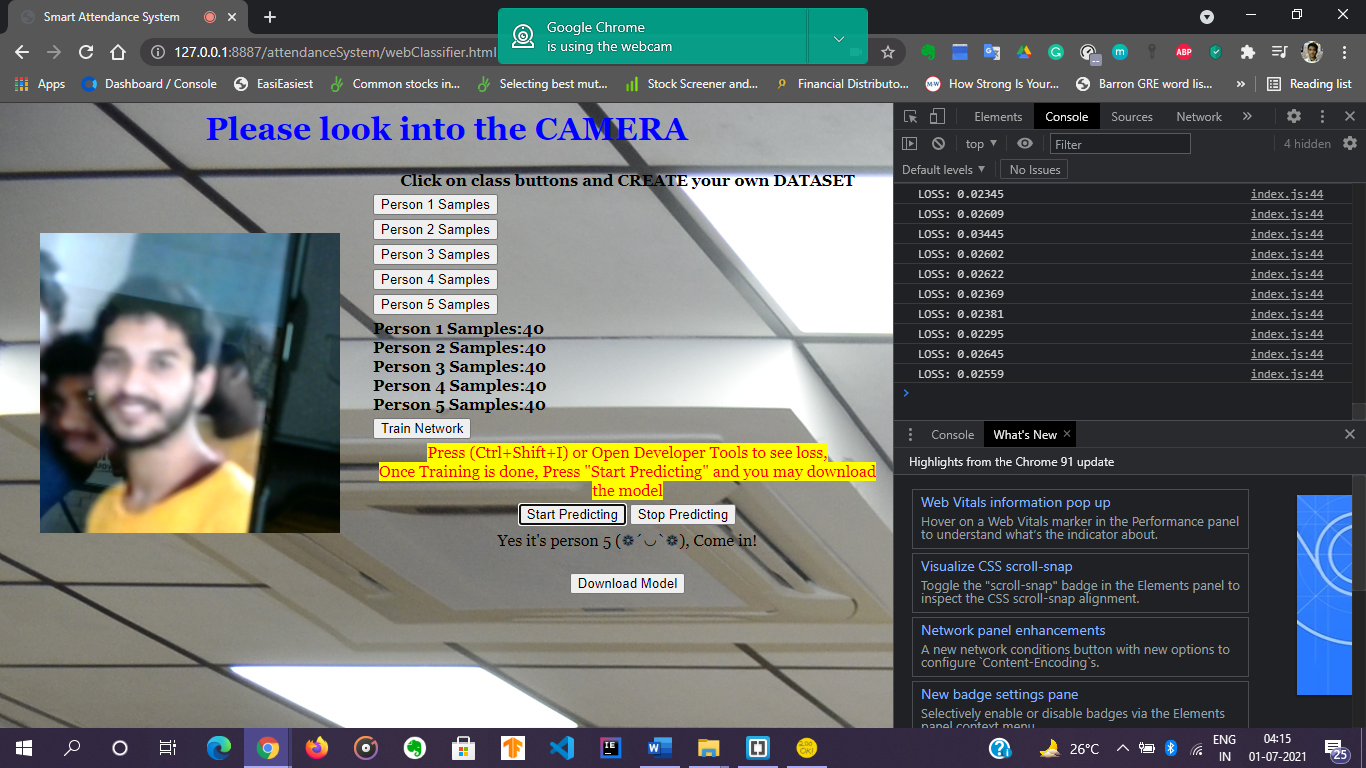 Smart Attendance System
Google Chrome
is using the webcam
127.0.0.1:8887/attendanceSystem/webClassifier.html
ABP
Apps
Dashboard / Console
EasiEasiest
Common stocks in...
Selecting best mut...
Stock Screener and...
Financial Distributo...
M-W
How Strong Is Your...
Barron GRE word lis...
»
Reading list
Please look into the CAMERA
Click on class buttons and CREATE your own DATASET
Person 1 Samples
Person 2 Samples
Person 3 Samples
Person 4 Samples
Person 5 Samples
Person 1 Samples:40
Person 2 Samples:40
Person 3 Samples:40
Person 4 Samples:40
Person 5 Samples:40
Train Network
Press (Ctrl+Shift+I) or Open Developer Tools to see loss,
Once Training is done, Press "Start Predicting" and you may download
the model
Start Predicting Stop Predicting
Yes it's person 5 (❁´◡`❁), Come in!
Download Model
Elements Console Sources Network »
top Filter 4 hidden
Default levels No Issues
LOSS: 0.02345 index.js:44
LOSS: 0.02609 index.js:44
LOSS: 0.03445 index.js:44
LOSS: 0.02602 index.js:44
LOSS: 0.02622 index.js:44
LOSS: 0.02369 index.js:44
LOSS: 0.02381 index.js:44
LOSS: 0.02295 index.js:44
LOSS: 0.02645 index.js:44
LOSS: 0.02559 index.js:44
Console What's New
Highlights from the Chrome 91 update
Web Vitals information pop up
Hover on a Web Vitals marker in the Performance panel
to understand what's the indicator about.
Visualize CSS scroll-snap
Toggle the "scroll-snap" badge in the Elements panel to
inspect the CSS scroll-snap alignment.
Network panel enhancements
A new network conditions button with new options to
configure `Content-Encoding`s.
New badge settings pane
Selectively enable or disable badges via the Elements
panel context menu.
26°C
ENG
IN
04:15
01-07-2021
25